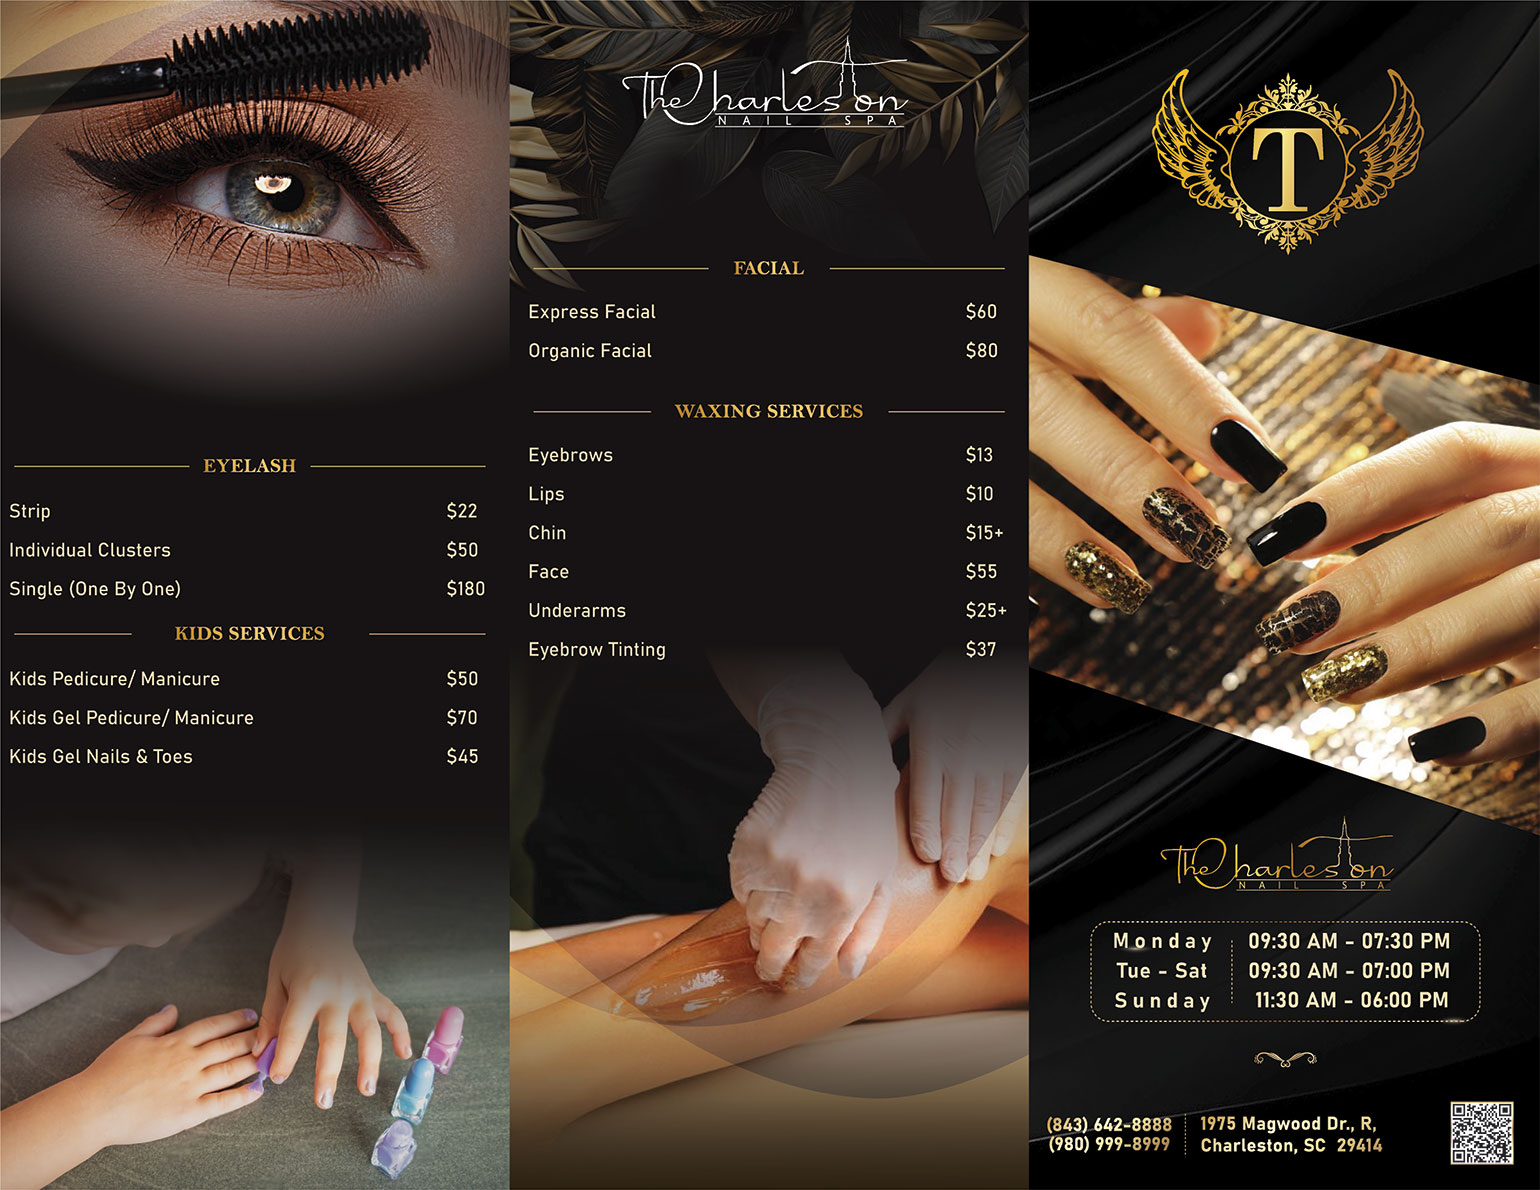 EYELASH
Strip $22
Individual Clusters $50
Single (One By One) $180
KIDS SERVICES
Kids Pedicure/ Manicure $50
Kids Gel Pedicure/ Manicure $70
Kids Gel Nails & Toes $45
The Charleston
NAIL SPA
FACIAL
Express Facial $60
Organic Facial $80
WAXING SERVICES
Eyebrows $13
Lips $10
Chin $15+
Face $55
Underarms $25+
Eyebrow Tinting $37
T
The Charleston
NAIL SPA
Monday 09:30 AM - 07:30 PM
Tue - Sat 09:30 AM - 07:00 PM
Sunday 11:30 AM - 06:00 PM
(843) 642-8888
(980) 999-8999
1975 Magwood Dr., R,
Charleston, SC 29414